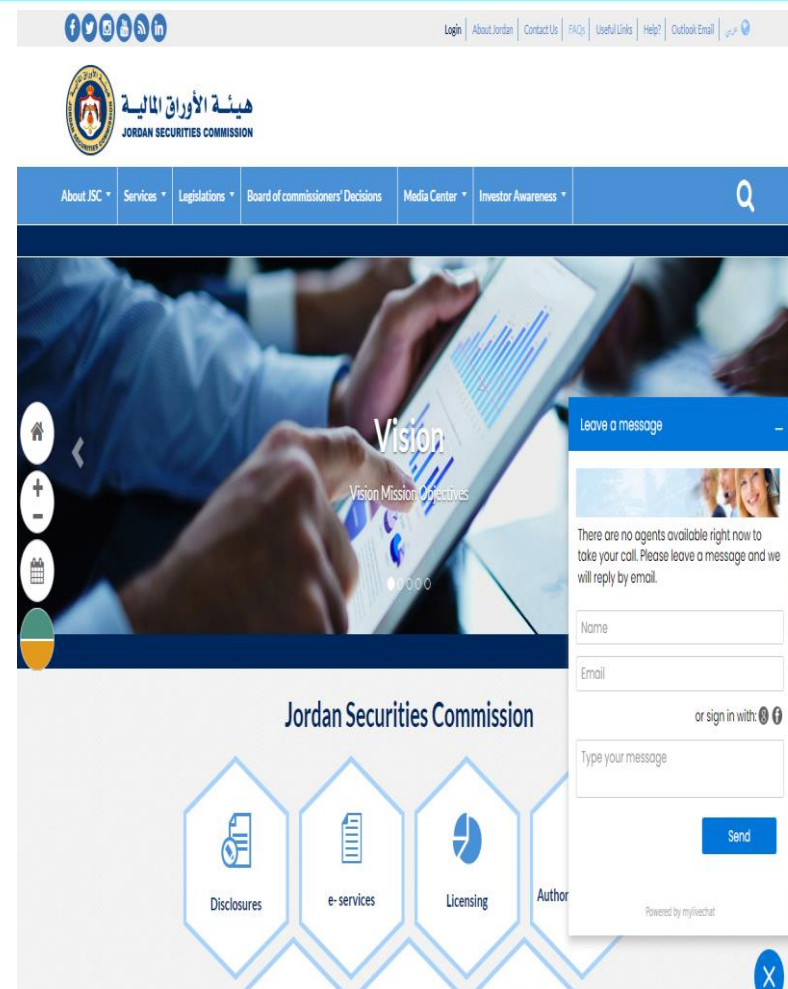 Login | About Jordan | Contact Us | FAQs | Useful Links | Help? | Outlook Email | عربي
هيئـة الأوراق الماليـة
JORDAN SECURITIES COMMISSION
About JSC Services Legislations Board of commissioners' Decisions Media Center Investor Awareness
Vision
Vision Mission Objectives
Leave a message
There are no agents available right now to
take your call. Please leave a message and we
will reply by email.
Name
Email
or sign in with:
Type your message
Send
Powered by mylivechat
Jordan Securities Commission
Disclosures
e- services
Licensing
Author